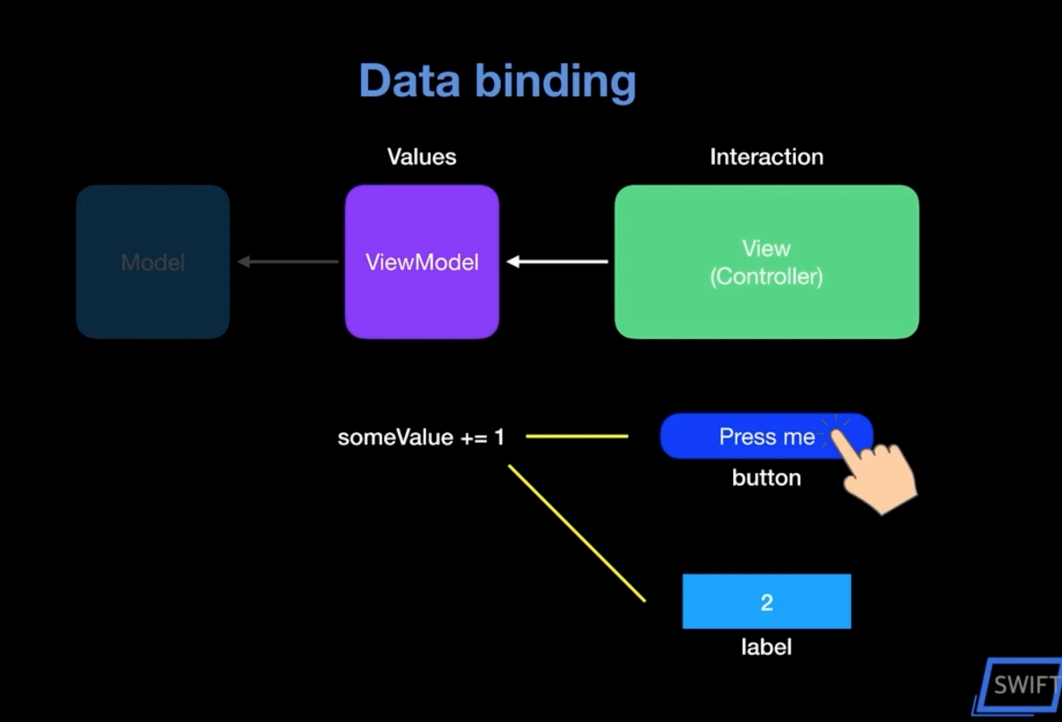 Data binding
Values
Interaction
Model
ViewModel
View
(Controller)
someValue += 1
Press me
button
2
label
SWIFT